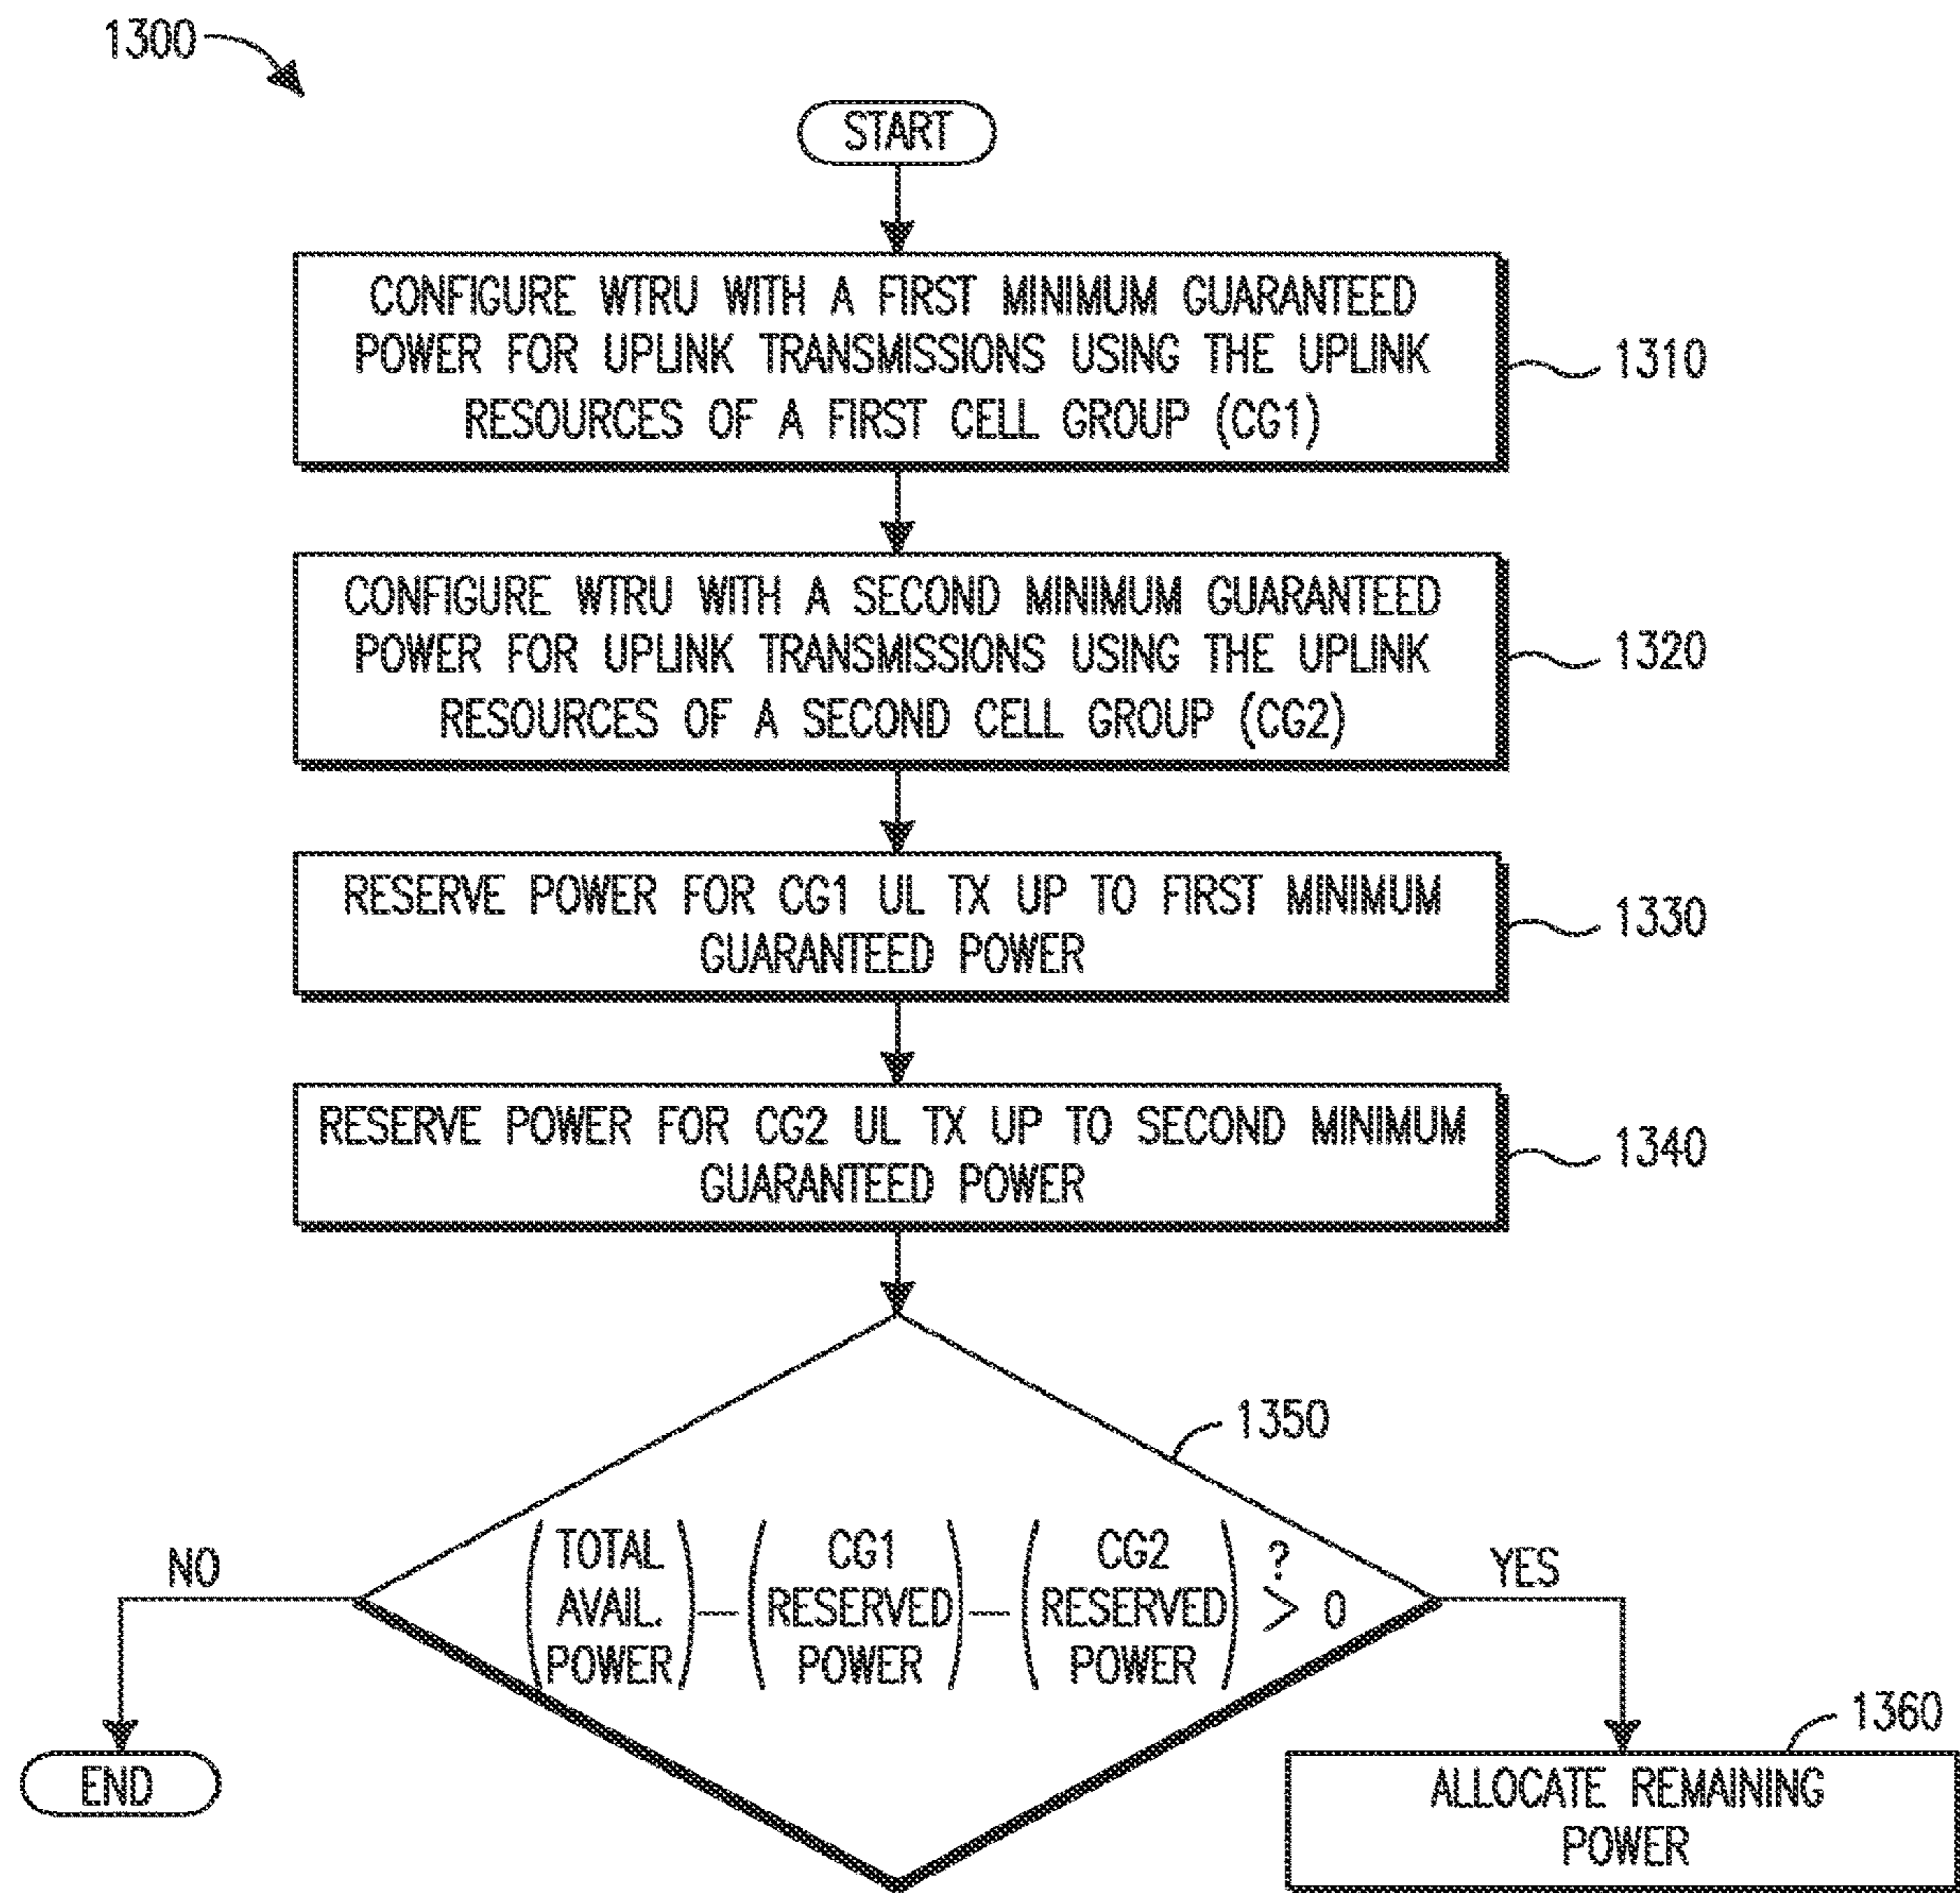 1300
START
CONFIGURE WTRU WITH A FIRST MINIMUM GUARANTEED
POWER FOR UPLINK TRANSMISSIONS USING THE UPLINK
RESOURCES OF A FIRST CELL GROUP (CG1)
1310
CONFIGURE WTRU WITH A SECOND MINIMUM GUARANTEED
POWER FOR UPLINK TRANSMISSIONS USING THE UPLINK
RESOURCES OF A SECOND CELL GROUP (CG2)
1320
RESERVE POWER FOR CG1 UL TX UP TO FIRST MINIMUM
GUARANTEED POWER
1330
RESERVE POWER FOR CG2 UL TX UP TO SECOND MINIMUM
GUARANTEED POWER
1340
1350
(TOTAL
AVAIL.
POWER)
—
(CG1
RESERVED
POWER)
—
(CG2
RESERVED
POWER)
?
> 0
NO
YES
END
1360
ALLOCATE REMAINING
POWER